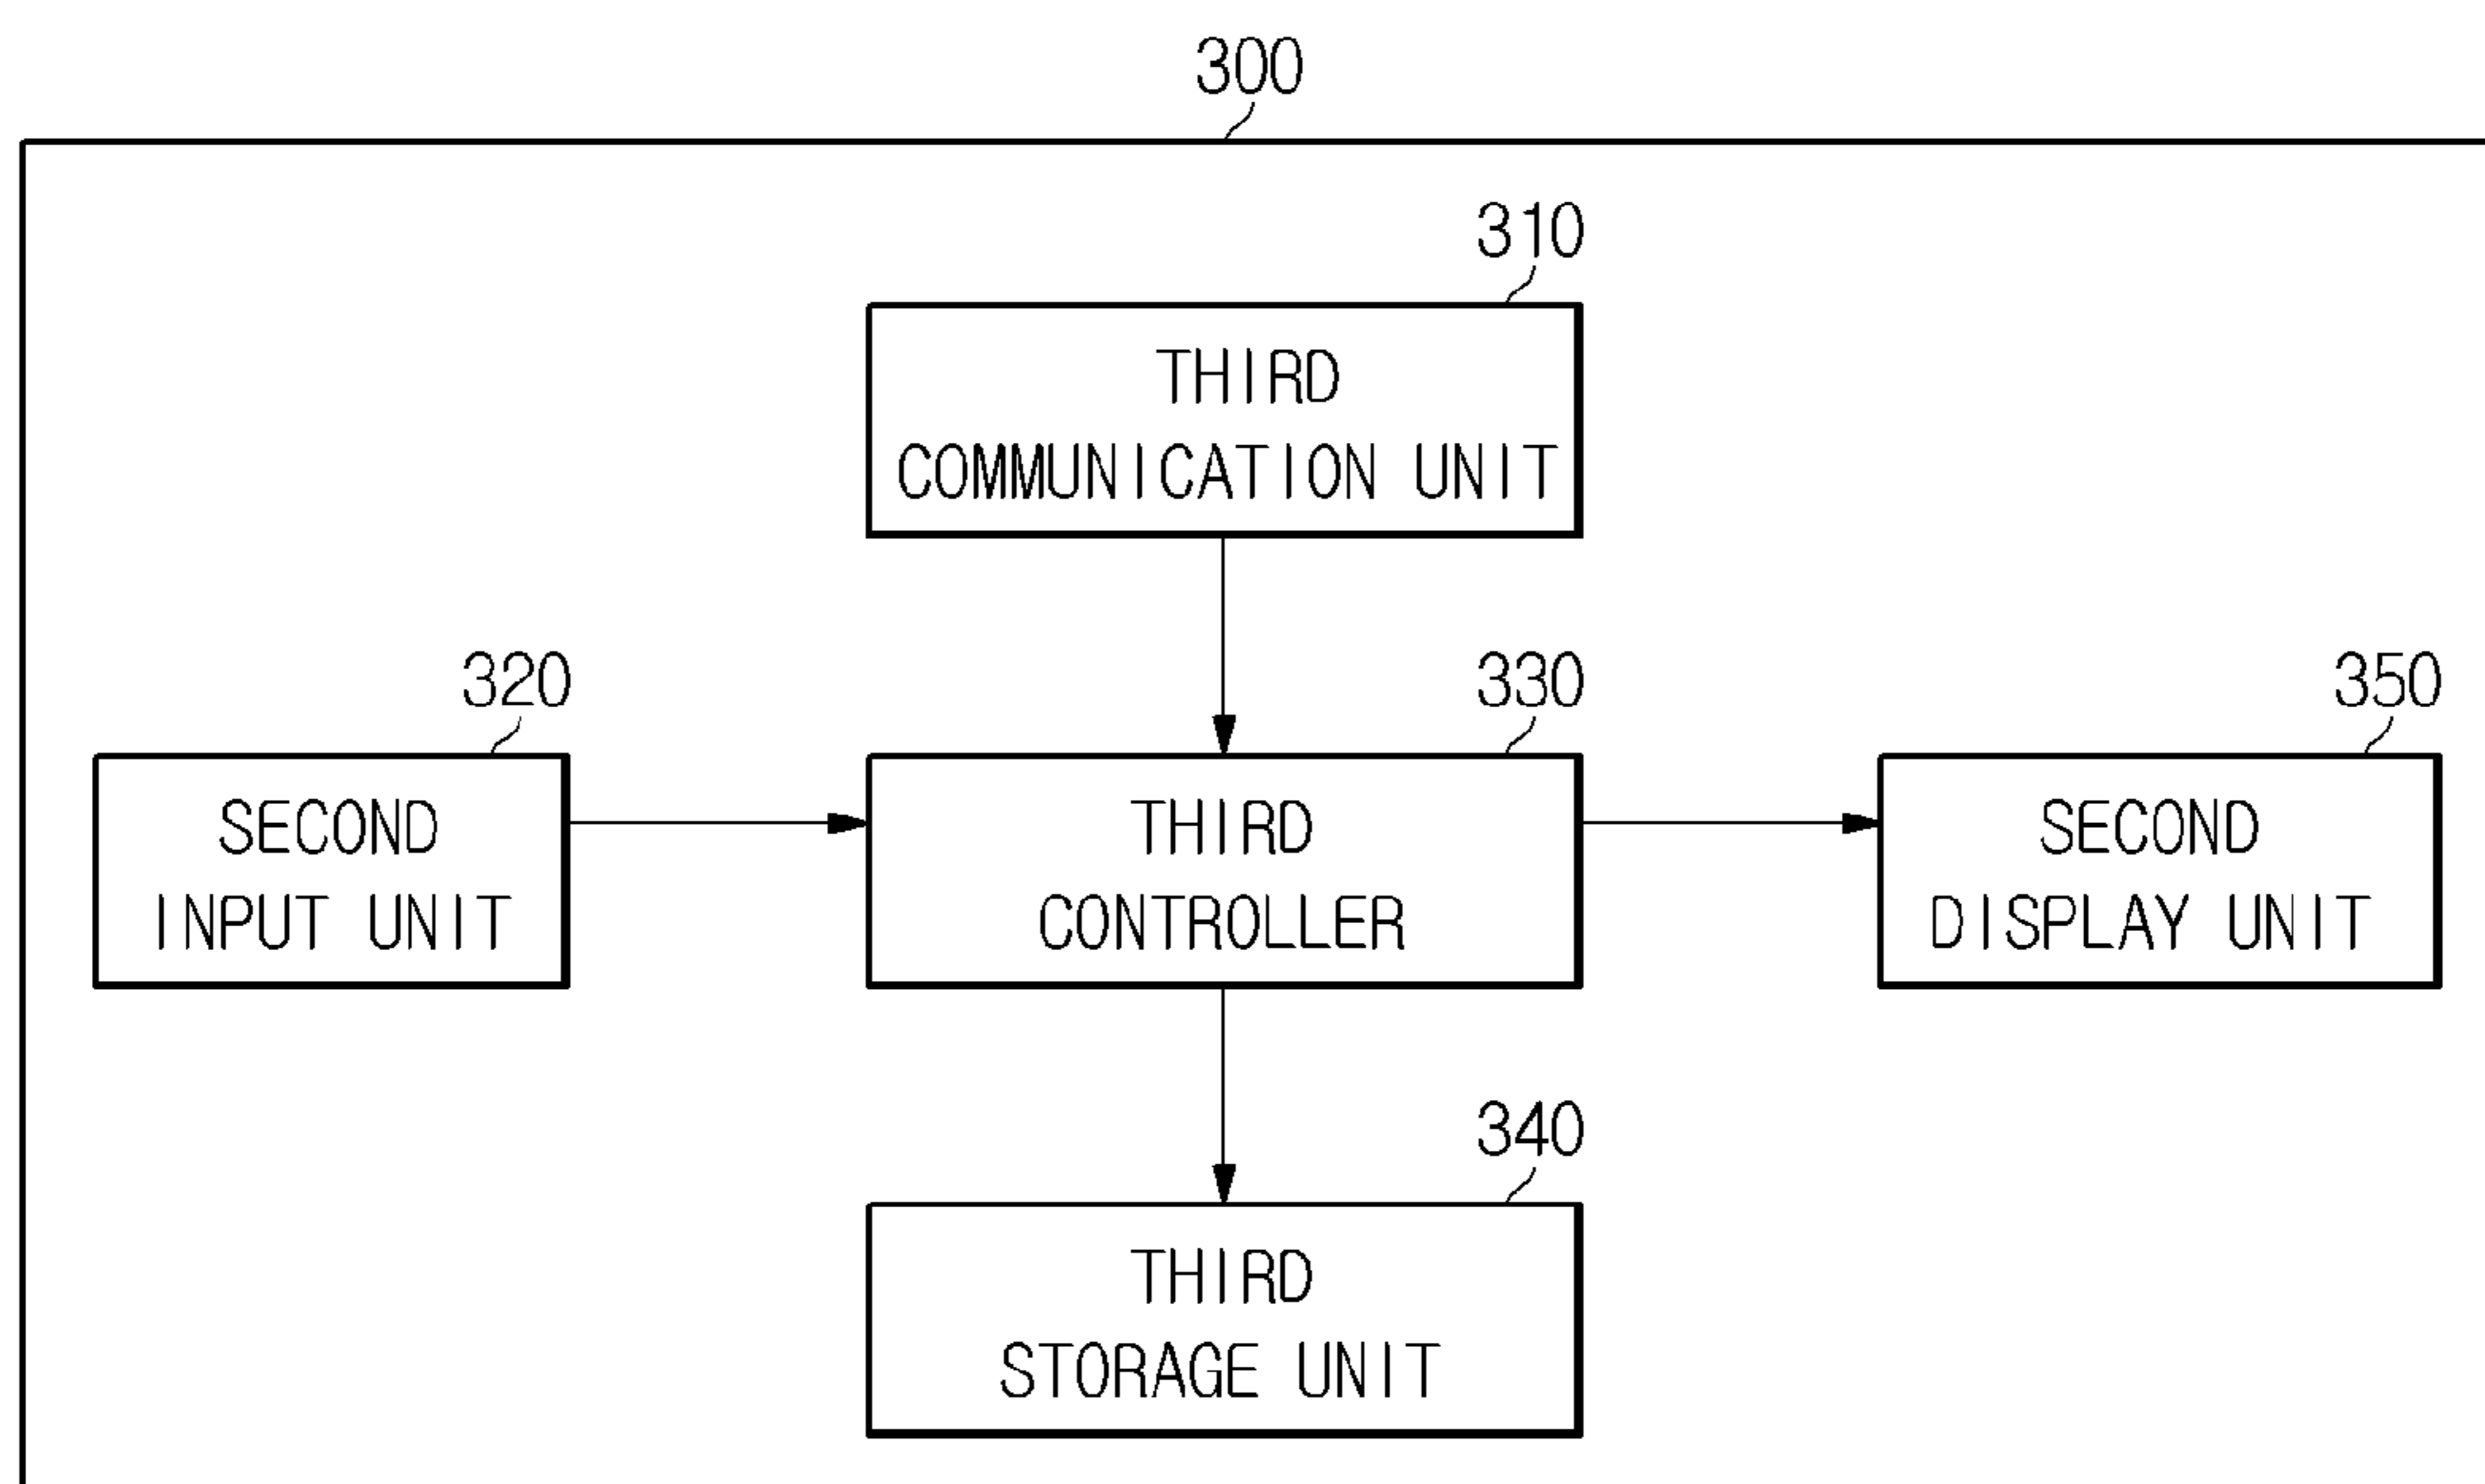 300
310
THIRD
COMMUNICATION UNIT
320
330
350
SECOND
INPUT UNIT
THIRD
CONTROLLER
SECOND
DISPLAY UNIT
340
THIRD
STORAGE UNIT